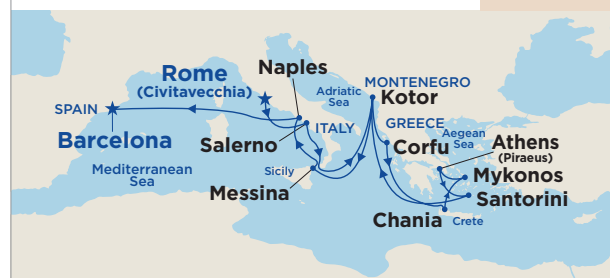 Rome
(Civitavecchia)
Naples
Adriatic
Sea
MONTENEGRO
Kotor
SPAIN
Barcelona
Salerno
ITALY
GREECE
Corfu
Aegean
Sea
Athens
(Piraeus)
Mykonos
Santorini
Mediterranean
Sea
Sicily
Messina
Chania
Crete